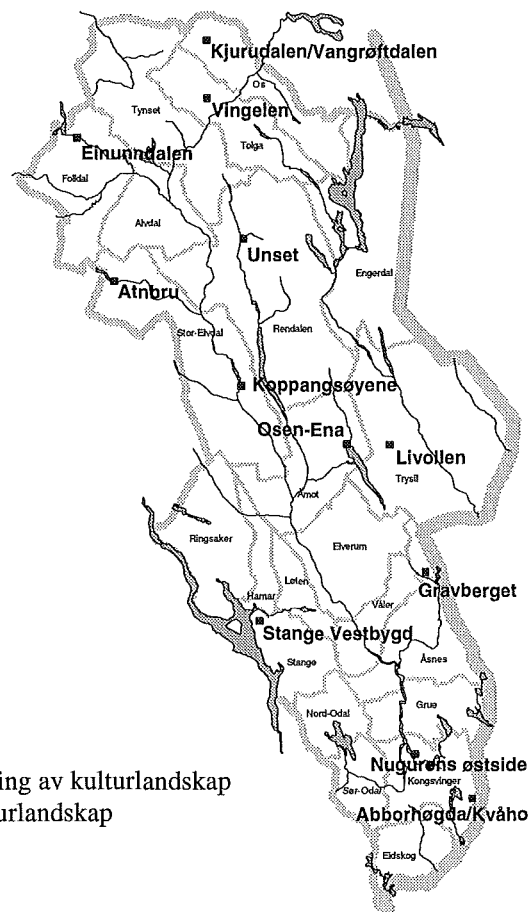 Kjurudalen/Vangrøftdalen
Os
Vingelen
Tynset
Einunndalen
Tolga
Folldal
Alvdal
Unset
Engerdal
Atnbru
Stor-Elvdal
Rendalen
Koppangsøyene
Osen-Ena
Livollen
Trysil
Åmot
Ringsaker
Elverum
Løten
Gravberget
Hamar
Våler
Stange Vestbygd
Stange
Åsnes
Nord-Odal
Grue
Nugurens østside
ing av kulturlandskap
Sør-Odal
Kongsvinger
urlandskap
Abborhøgda/Kvåho
Eidskog